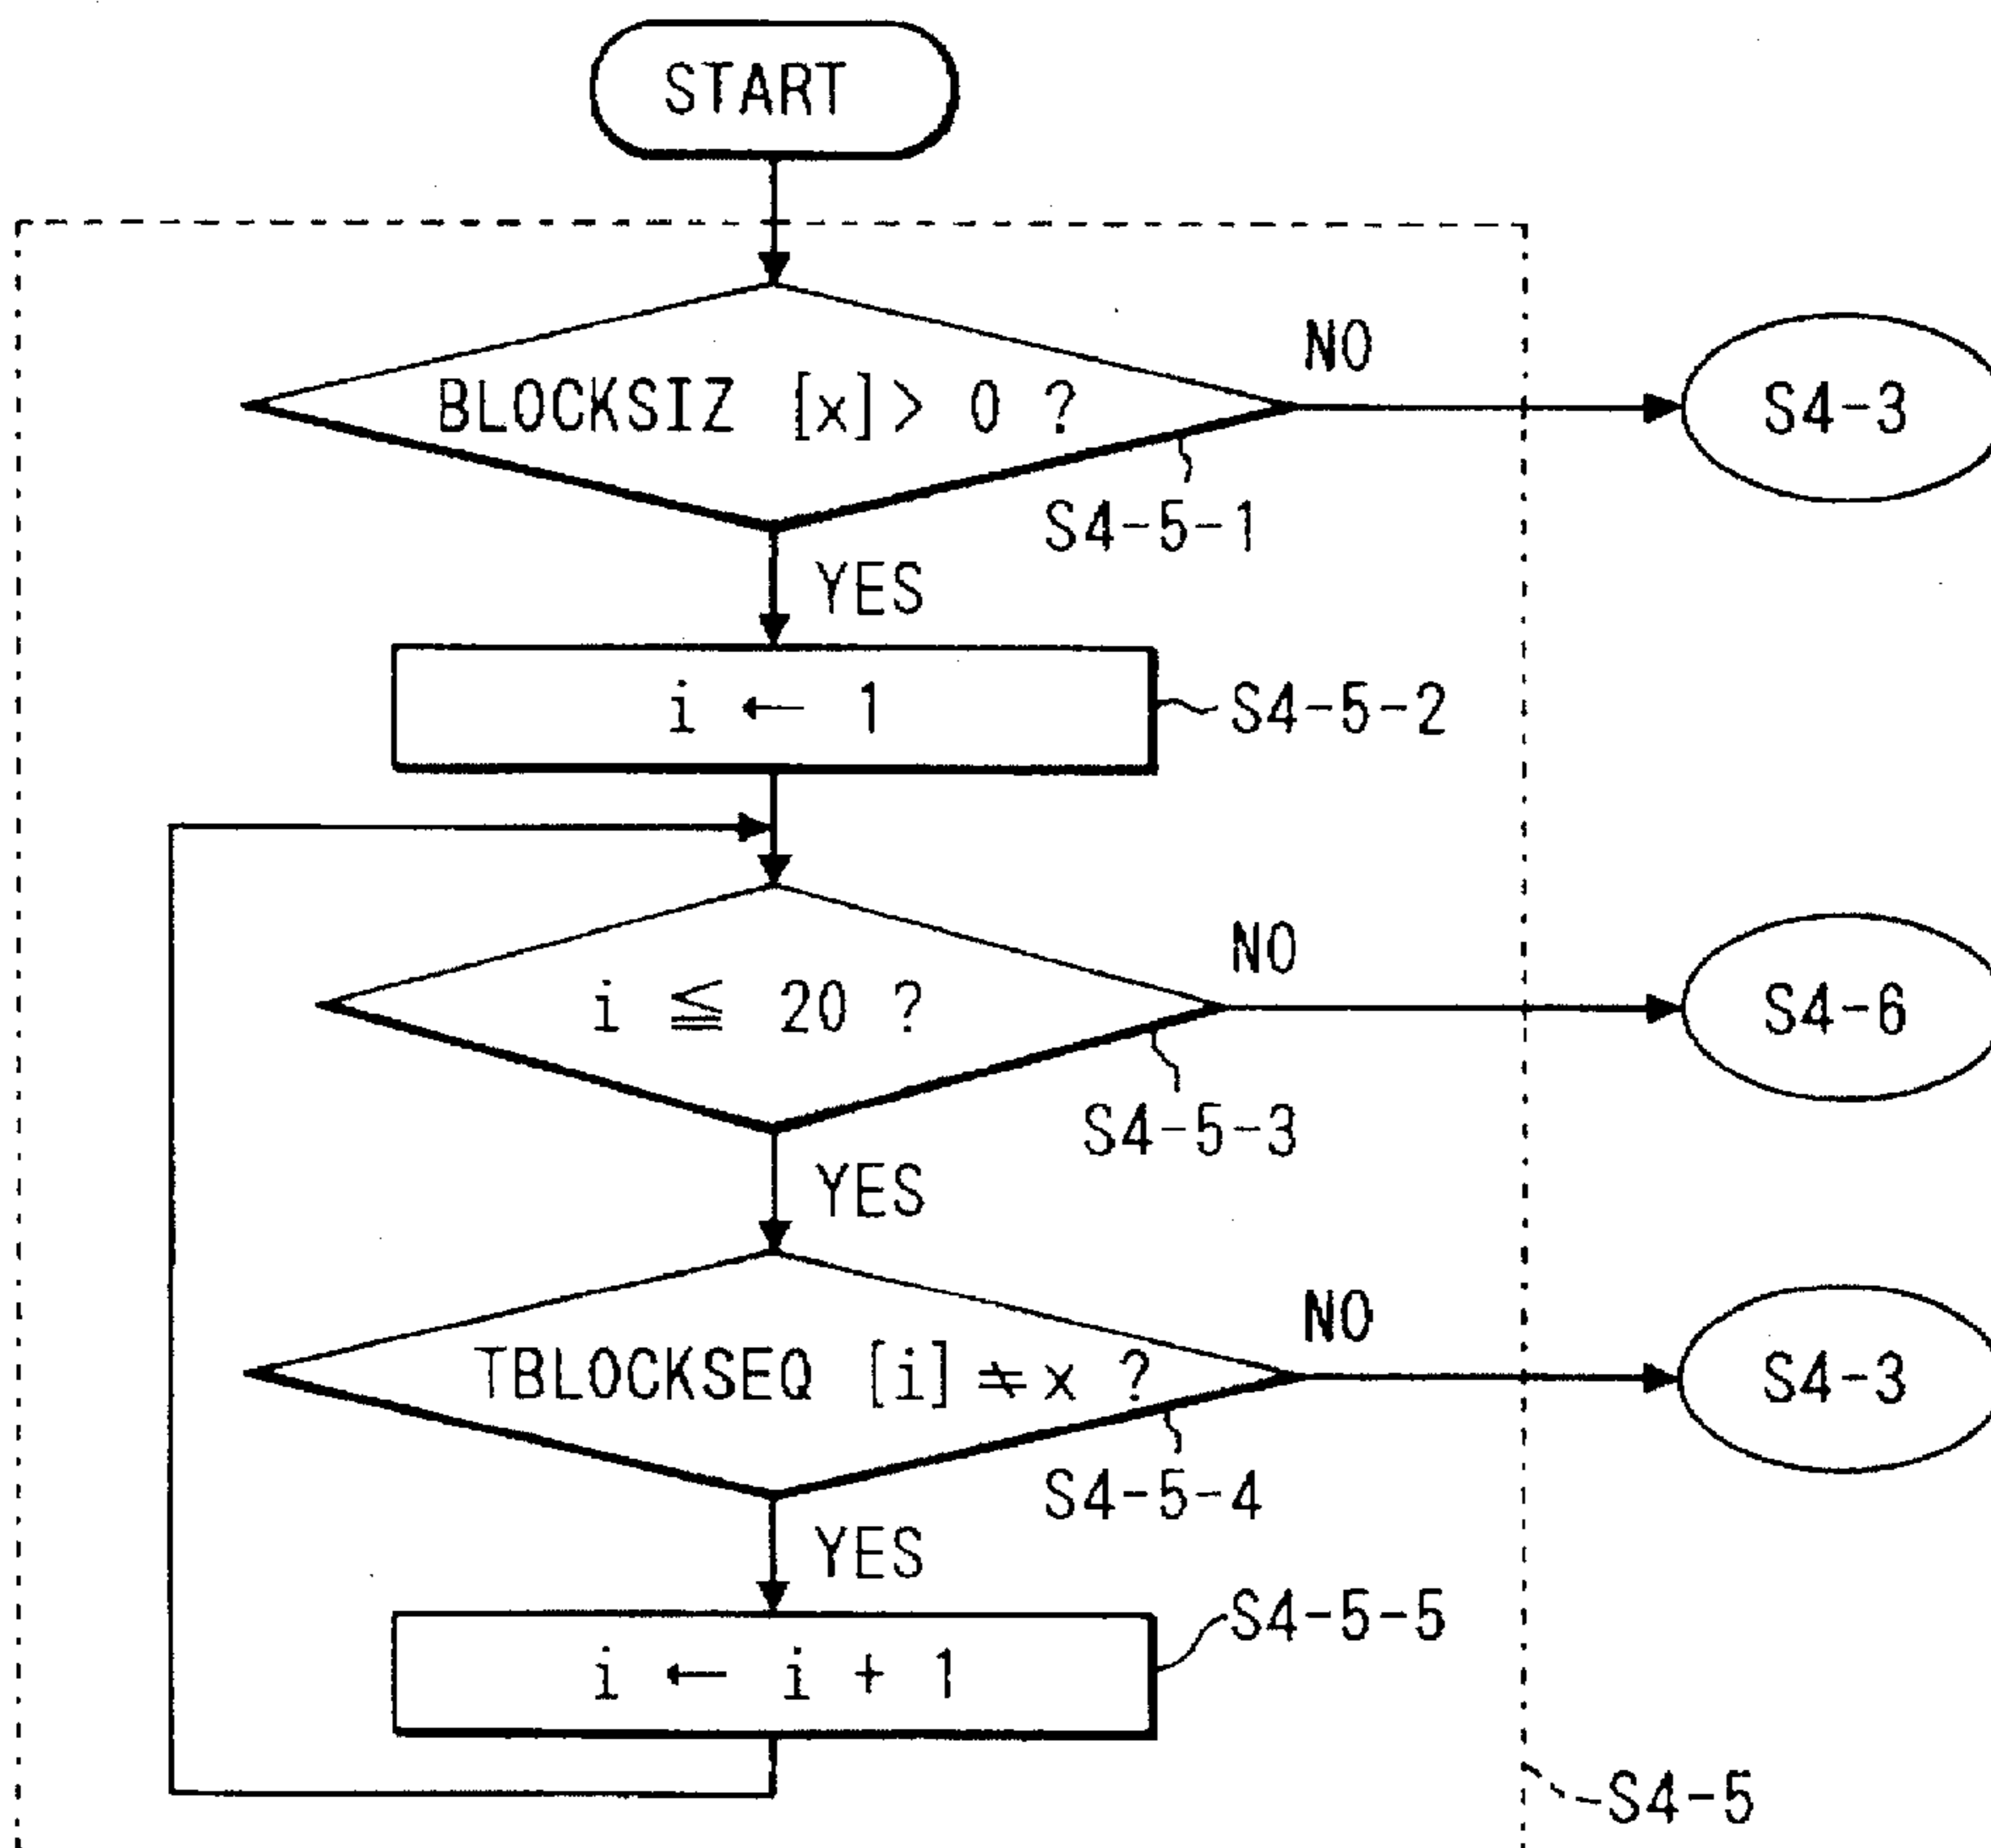 START
BLOCKSIZ [x] > 0 ?
NO
S4-3
S4-5-1
YES
i ← 1
S4-5-2
i ≦ 20 ?
NO
S4-6
S4-5-3
YES
TBLOCKSEQ [i] ≠ x ?
NO
S4-3
S4-5-4
YES
i ← i + 1
S4-5-5
S4-5